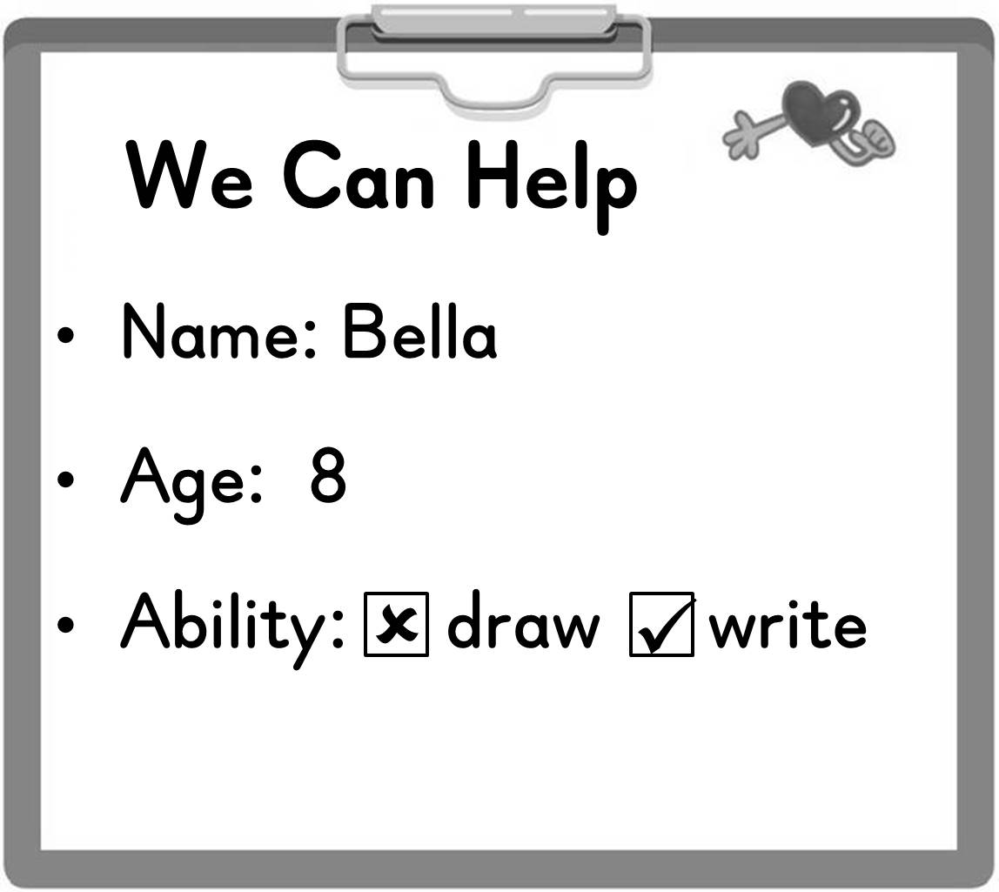 We Can Help
• Name: Bella
• Age: 8
• Ability: ☒ draw ☑ write